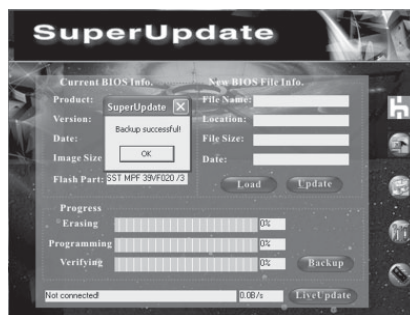 SuperUpdate
Current BIOS Info.
New BIOS File Info.
Product:
File Name:
SuperUpdate
Version:
Location:
Backup successful!
Date:
File Size:
OK
Image Size
Date:
Flash Part: SST MPF 39VF020 /3
Load Update
Progress
Erasing 0%
Programming 0%
Verifying 0%
Backup
Not connected! 0.0B/s LiveUpdate